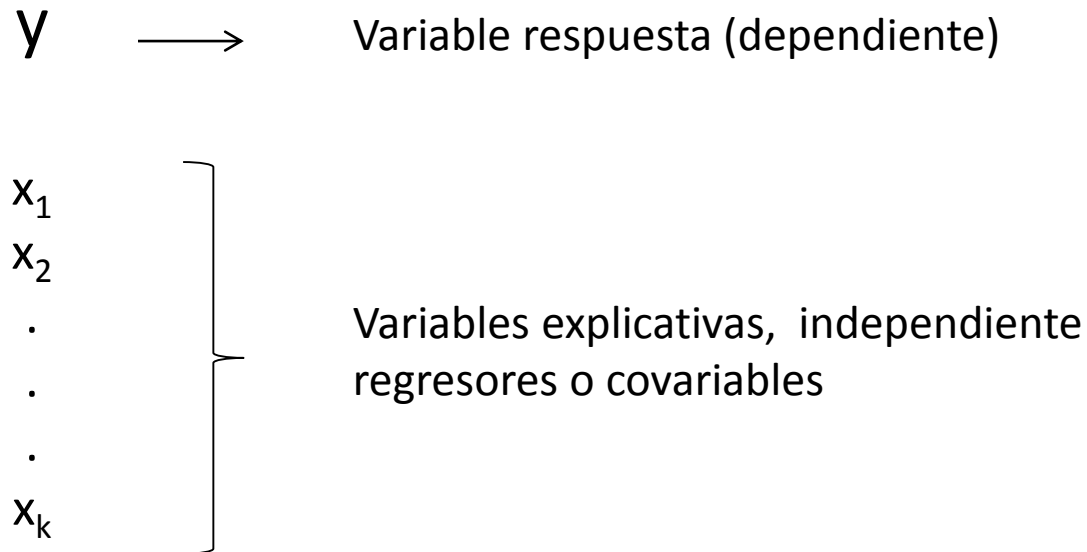 y → Variable respuesta (dependiente)
x₁
x₂
.
Variables explicativas, independiente
.
regresores o covariables
.
xₖ